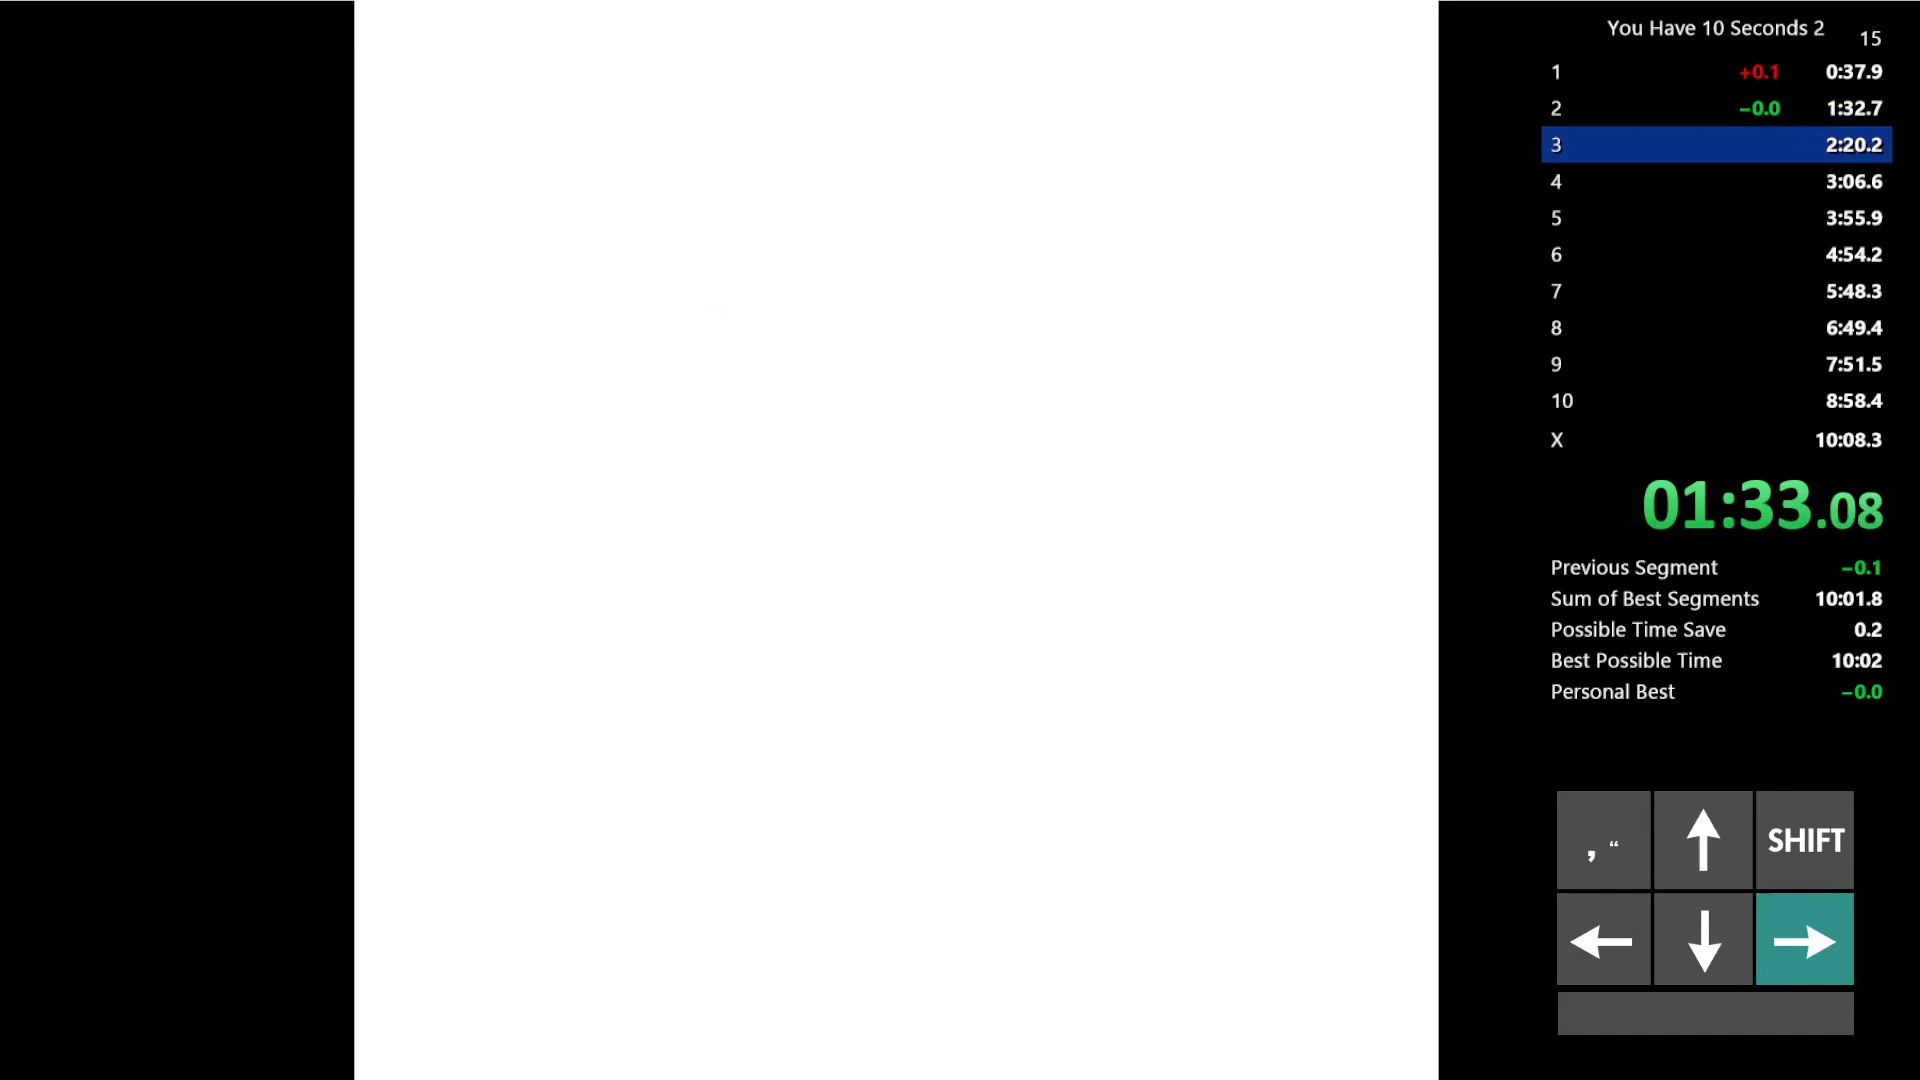 You Have 10 Seconds 2
15
1 +0.1 0:37.9
2 −0.0 1:32.7
3 2:20.2
4 3:06.6
5 3:55.9
6 4:54.2
7 5:48.3
8 6:49.4
9 7:51.5
10 8:58.4
X 10:08.3
01:33.08
Previous Segment −0.1
Sum of Best Segments 10:01.8
Possible Time Save 0.2
Best Possible Time 10:02
Personal Best −0.0
, “ ↑ SHIFT
← ↓ →